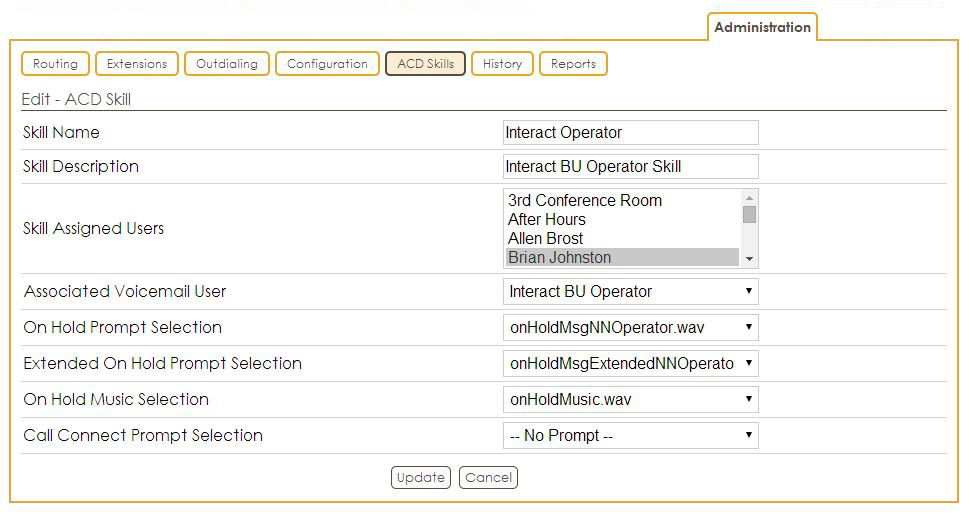 Administration
Routing Extensions Outdialing Configuration ACD Skills History Reports
Edit - ACD Skill
Skill Name Interact Operator
Skill Description Interact BU Operator Skill
Skill Assigned Users
3rd Conference Room
After Hours
Allen Brost
Brian Johnston
Associated Voicemail User Interact BU Operator
On Hold Prompt Selection onHoldMsgNNOperator.wav
Extended On Hold Prompt Selection onHoldMsgExtendedNNOperato
On Hold Music Selection onHoldMusic.wav
Call Connect Prompt Selection -- No Prompt --
Update Cancel